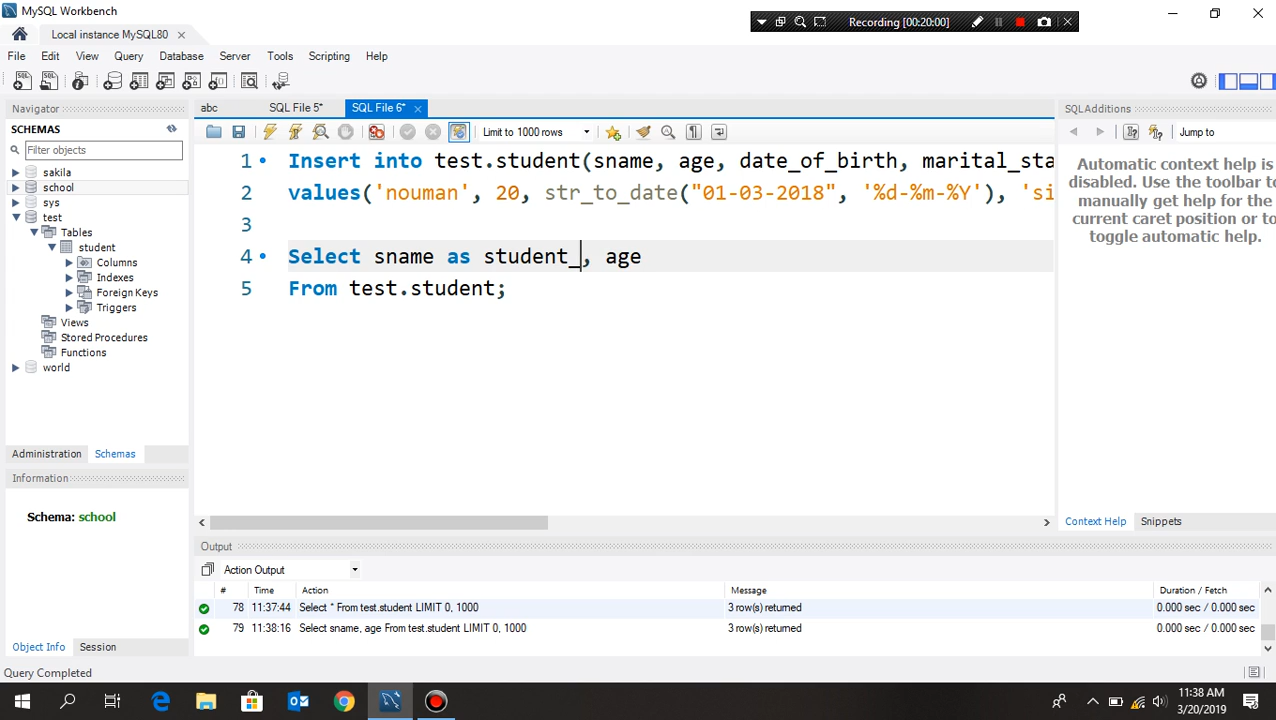 MySQL Workbench
Recording [00:20:00]
Local instance MySQL80
File Edit View Query Database Server Tools Scripting Help
Navigator
SCHEMAS
Filter objects
sakila
school
sys
test
Tables
student
Columns
Indexes
Foreign Keys
Triggers
Views
Stored Procedures
Functions
world
Administration Schemas
Information
Schema: school
Object Info Session
abc SQL File 5* SQL File 6*
Limit to 1000 rows
1 Insert into test.student(sname, age, date_of_birth, marital_sta
2 values('nouman', 20, str_to_date("01-03-2018", '%d-%m-%Y'), 'si
3
4 Select sname as student_, age
5 From test.student;
SQLAdditions
Jump to
Automatic context help is
disabled. Use the toolbar to
manually get help for the
current caret position or to
toggle automatic help.
Context Help Snippets
Output
Action Output
# Time Action Message Duration / Fetch
78 11:37:44 Select * From test.student LIMIT 0, 1000 3 row(s) returned 0.000 sec / 0.000 sec
79 11:38:16 Select sname, age From test.student LIMIT 0, 1000 3 row(s) returned 0.000 sec / 0.000 sec
Query Completed
11:38 AM
3/20/2019